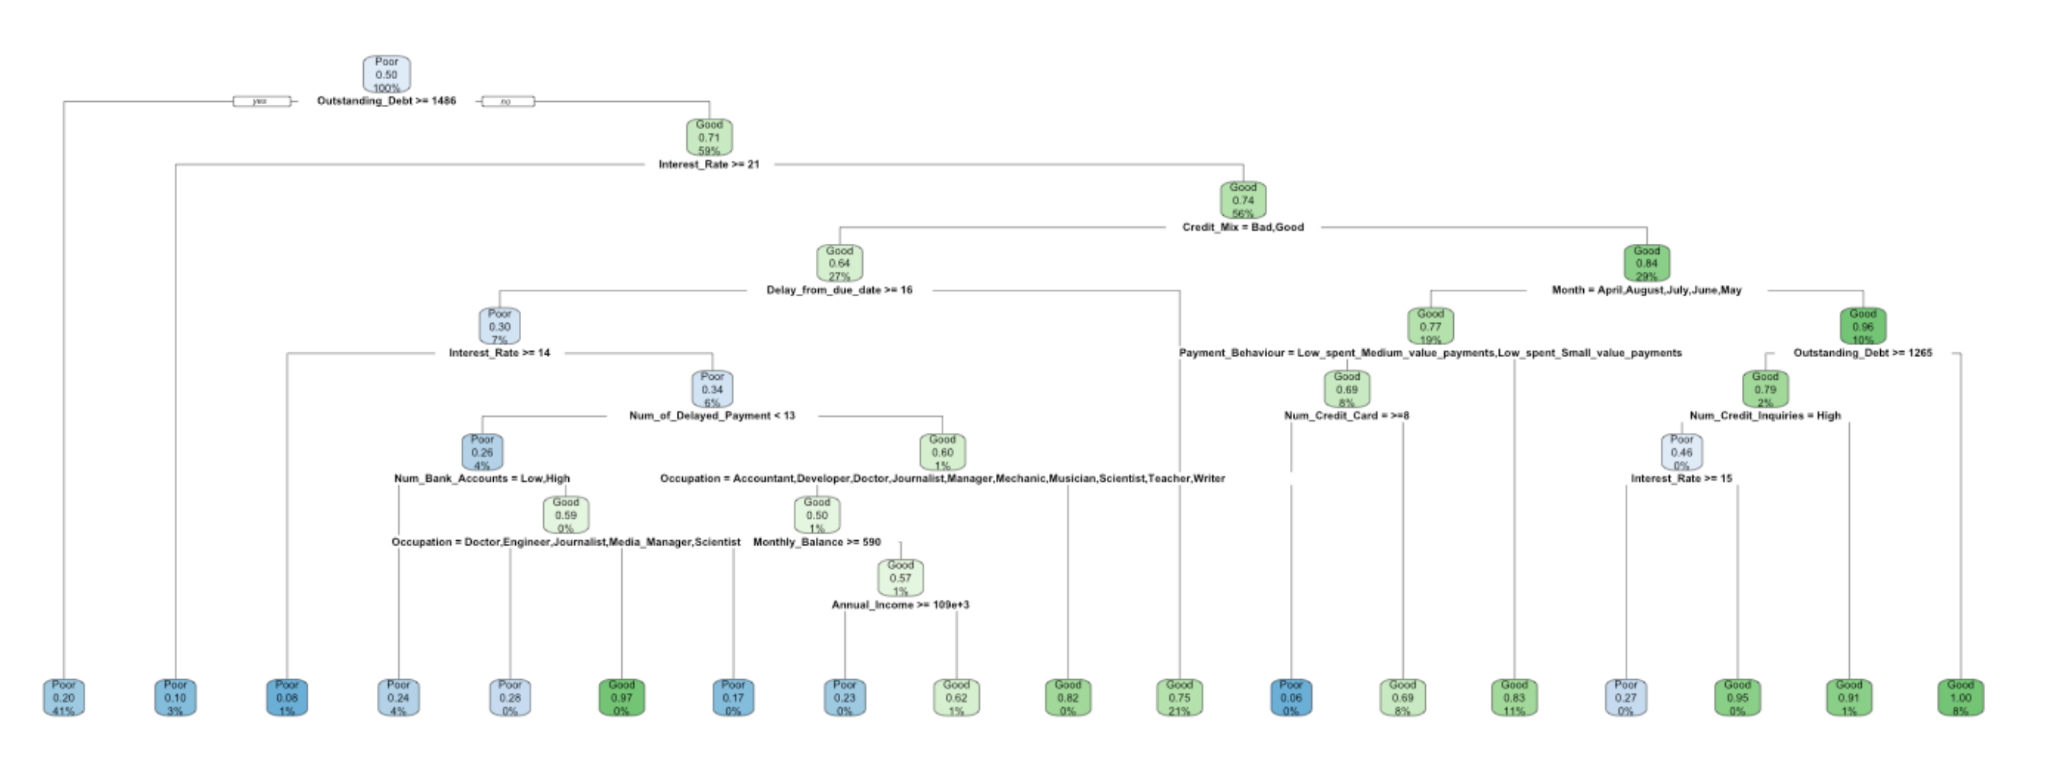 Poor
0.50
100%
yes
Outstanding_Debt >= 1486
no
Good
0.71
59%
Interest_Rate >= 21
Good
0.74
56%
Credit_Mix = Bad,Good
Good
0.64
27%
Good
0.84
29%
Delay_from_due_date >= 16
Month = April,August,July,June,May
Poor
0.30
7%
Good
0.77
19%
Good
0.96
10%
Interest_Rate >= 14
Payment_Behaviour = Low_spent_Medium_value_payments,Low_spent_Small_value_payments
Outstanding_Debt >= 1265
Poor
0.34
6%
Good
0.69
8%
Good
0.79
2%
Num_of_Delayed_Payment < 13
Num_Credit_Card = >=8
Num_Credit_Inquiries = High
Poor
0.26
4%
Good
0.60
1%
Poor
0.46
0%
Num_Bank_Accounts = Low,High
Occupation = Accountant,Developer,Doctor,Journalist,Manager,Mechanic,Musician,Scientist,Teacher,Writer
Interest_Rate >= 15
Good
0.59
0%
Good
0.50
1%
Occupation = Doctor,Engineer,Journalist,Media_Manager,Scientist
Monthly_Balance >= 590
Good
0.57
1%
Annual_Income >= 109e+3
Poor
0.20
41%
Poor
0.10
3%
Poor
0.08
1%
Poor
0.24
4%
Poor
0.28
0%
Good
0.97
0%
Poor
0.17
0%
Poor
0.23
0%
Good
0.62
1%
Good
0.82
0%
Good
0.75
21%
Poor
0.06
0%
Good
0.69
8%
Good
0.83
11%
Poor
0.27
0%
Good
0.95
0%
Good
0.91
1%
Good
1.00
8%